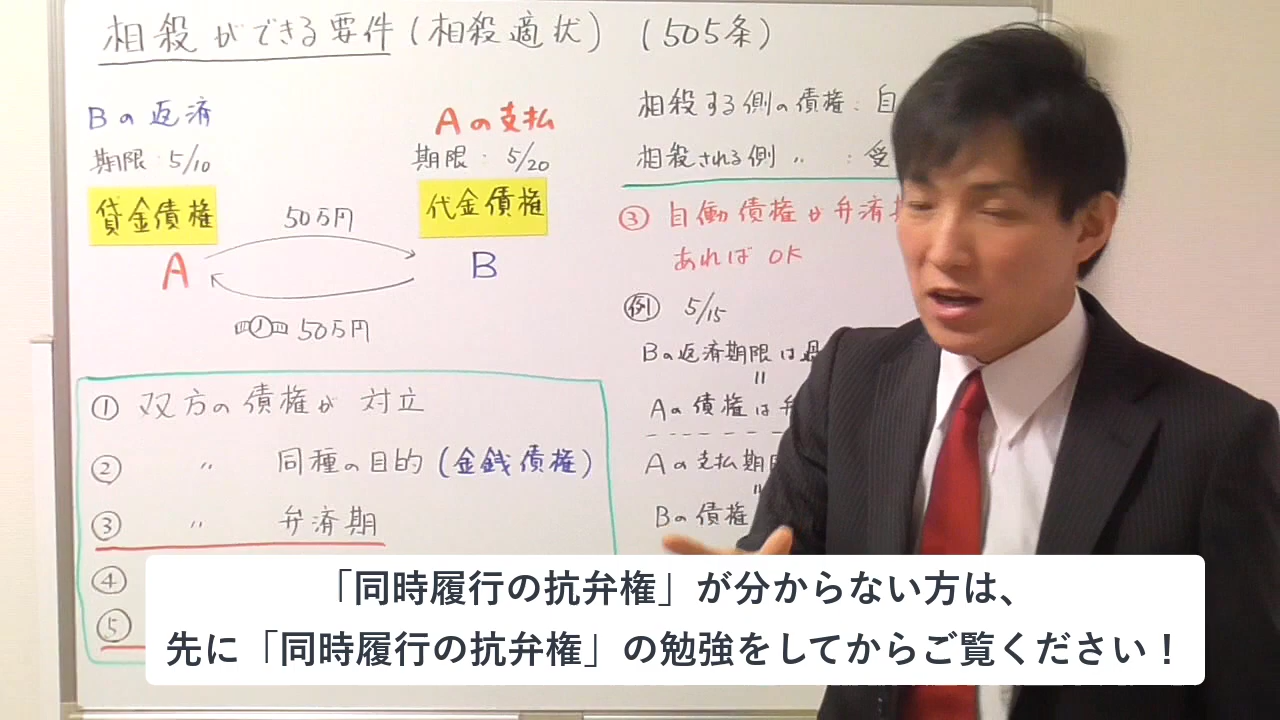 相殺ができる要件(相殺適状) (505条)
Bの返済
期限:5/10
貸金債権
Aの支払
期限:5/20
代金債権
50万円
A
B
50万円
① 双方の債権が対立
② 〃 同種の目的(金銭債権)
③ 〃 弁済期
④
⑤
相殺する側の債権:自
相殺される側 〃 :受
③ 自働債権が弁済
あればOK
例 5/15
Bの返済期限は
〃
Aの債権は弁
Aの支払期
〃
Bの債権
「同時履行の抗弁権」が分からない方は、
先に「同時履行の抗弁権」の勉強をしてからご覧ください！